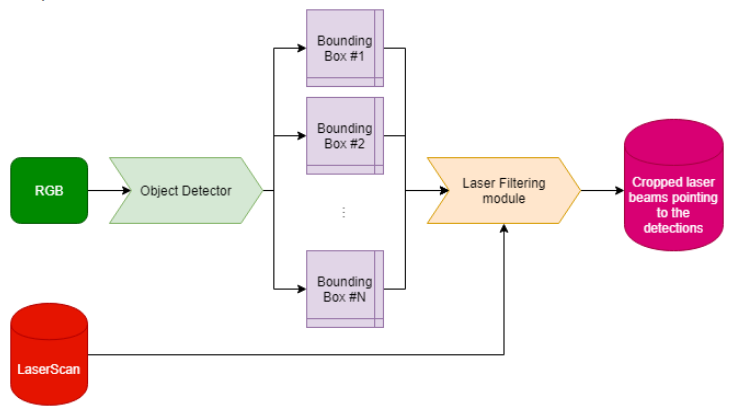 Bounding
Box #1
Bounding
Box #2
RGB
Object Detector
Laser Filtering
module
Cropped laser
beams pointing
to the
detections
...
Bounding
Box #N
LaserScan